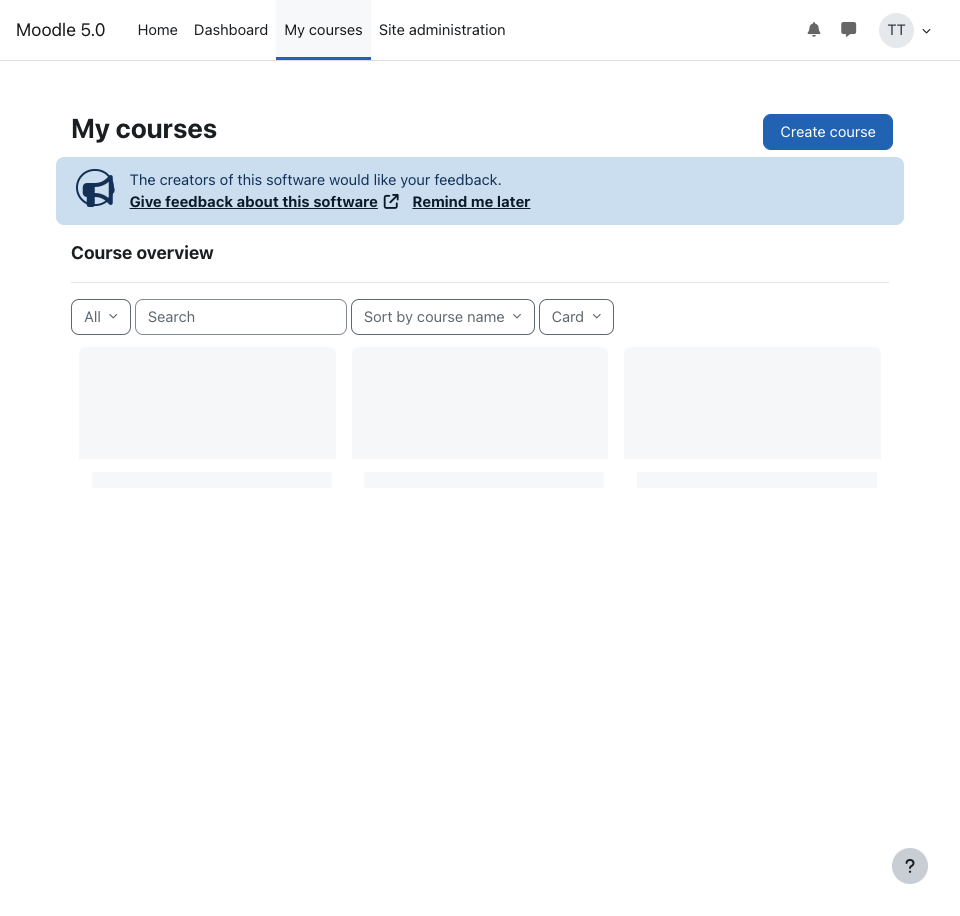 Moodle 5.0 Home Dashboard My courses Site administration TT
My courses
Create course
The creators of this software would like your feedback.
Give feedback about this software Remind me later
Course overview
All Search Sort by course name Card
?